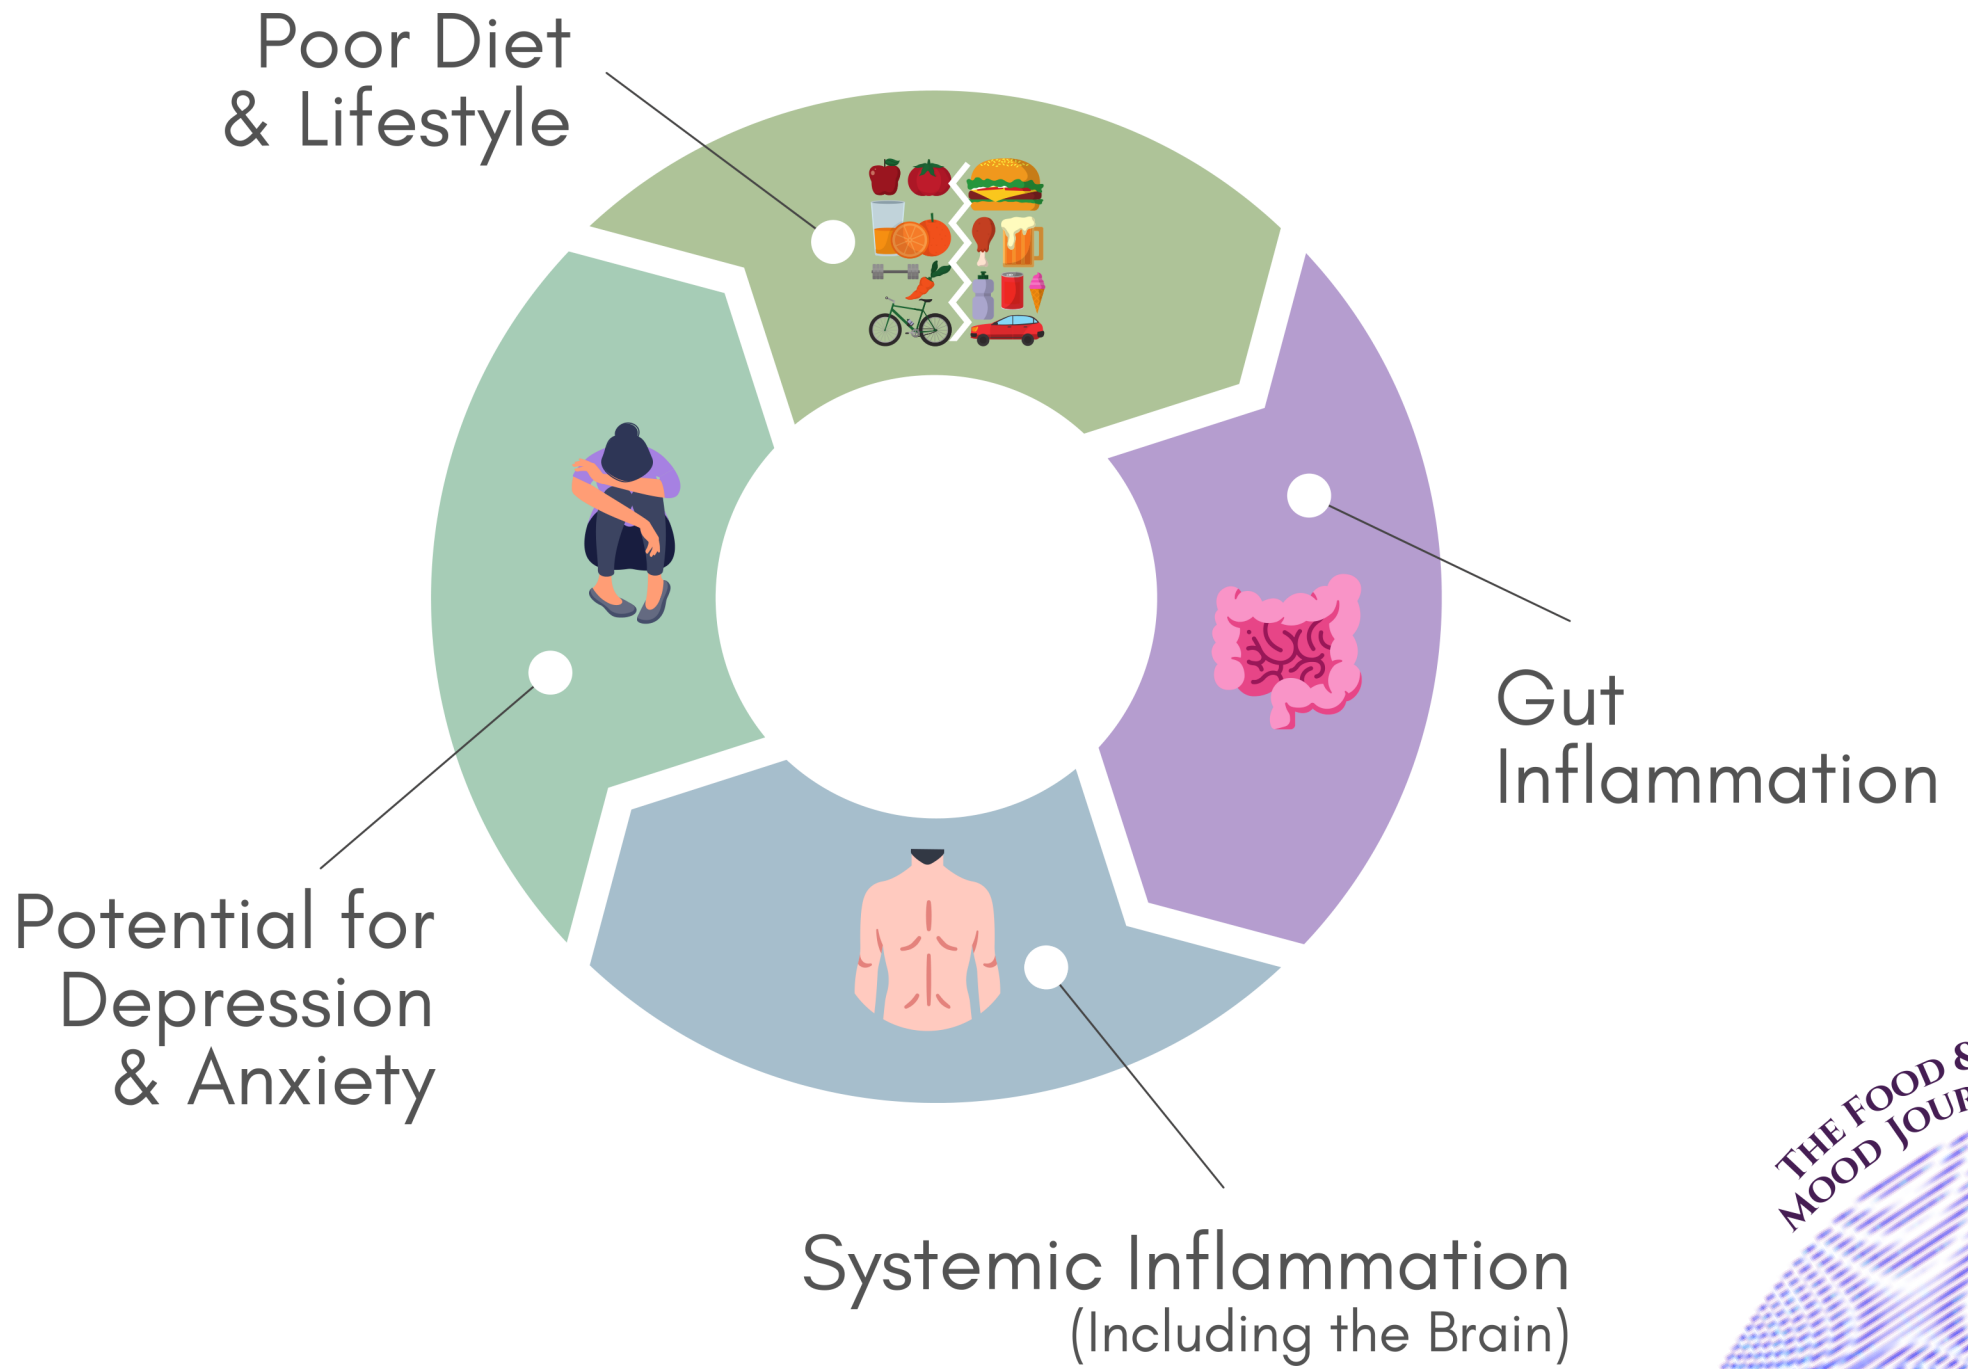 Poor Diet
& Lifestyle
Gut
Inflammation
Potential for
Depression
& Anxiety
Systemic Inflammation
(Including the Brain)
THE FOOD &
MOOD